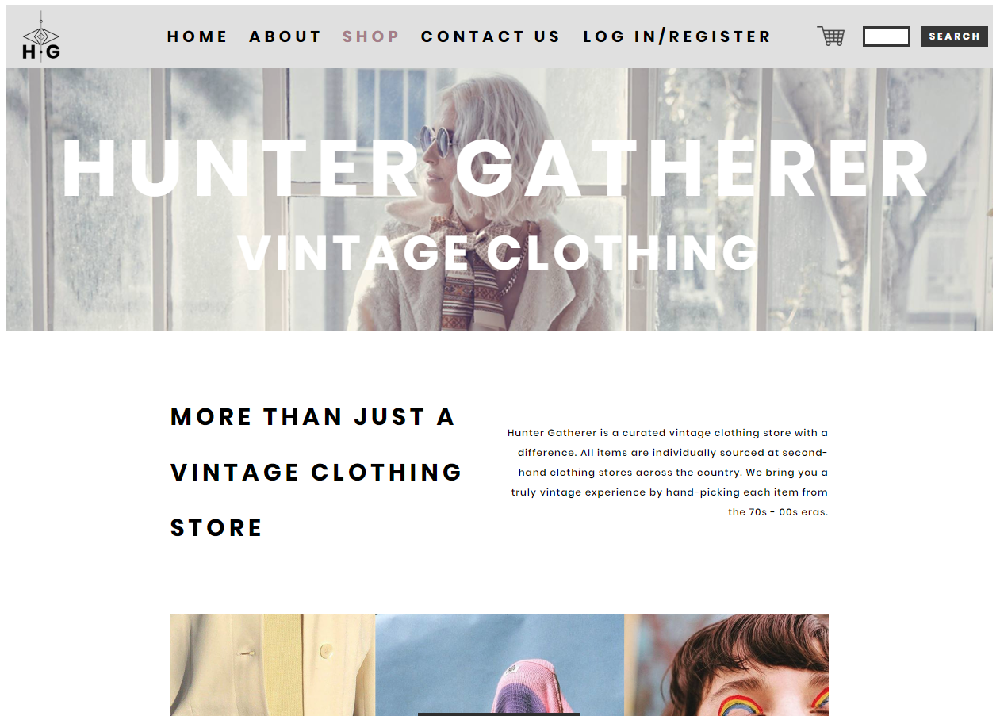 H G
HOME ABOUT SHOP CONTACT US LOG IN/REGISTER SEARCH
HUNTER GATHERER
VINTAGE CLOTHING
MORE THAN JUST A
VINTAGE CLOTHING
STORE
Hunter Gatherer is a curated vintage clothing store with a
difference. All items are individually sourced at second-
hand clothing stores across the country. We bring you a
truly vintage experience by hand-picking each item from
the 70s - 00s eras.